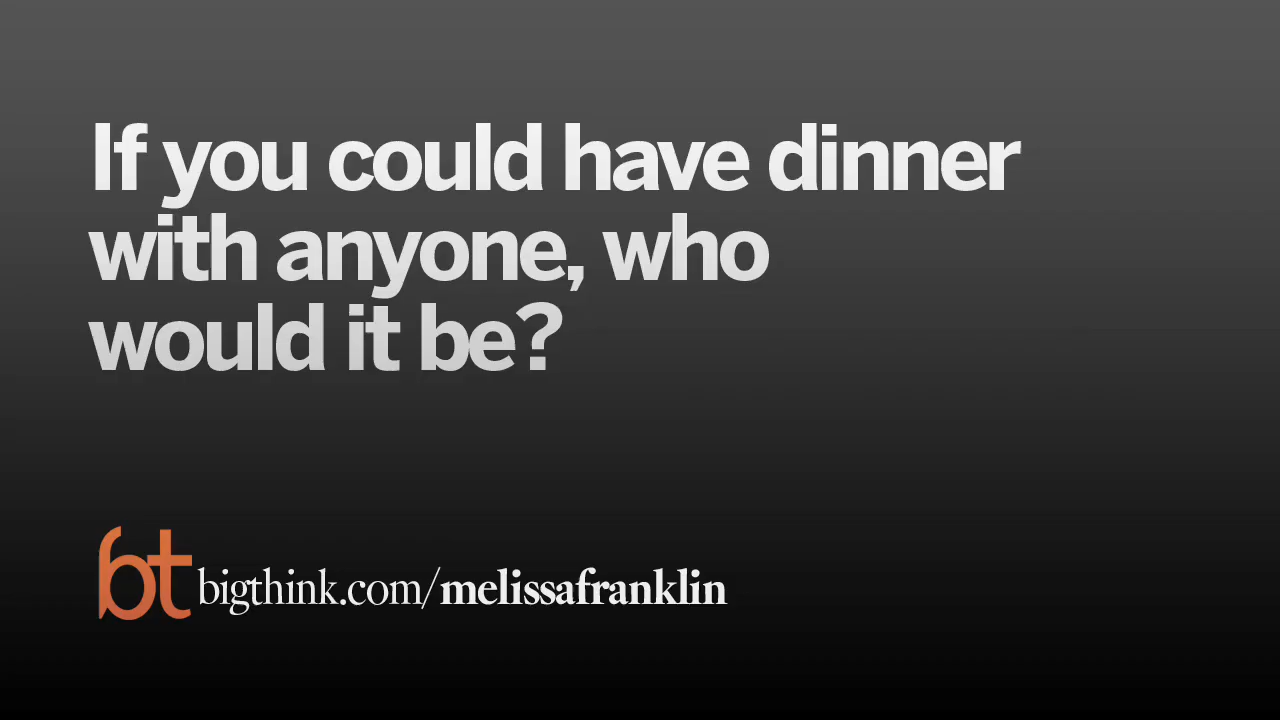 If you could have dinner
with anyone, who
would it be?
bt bigthink.com/melissafranklin